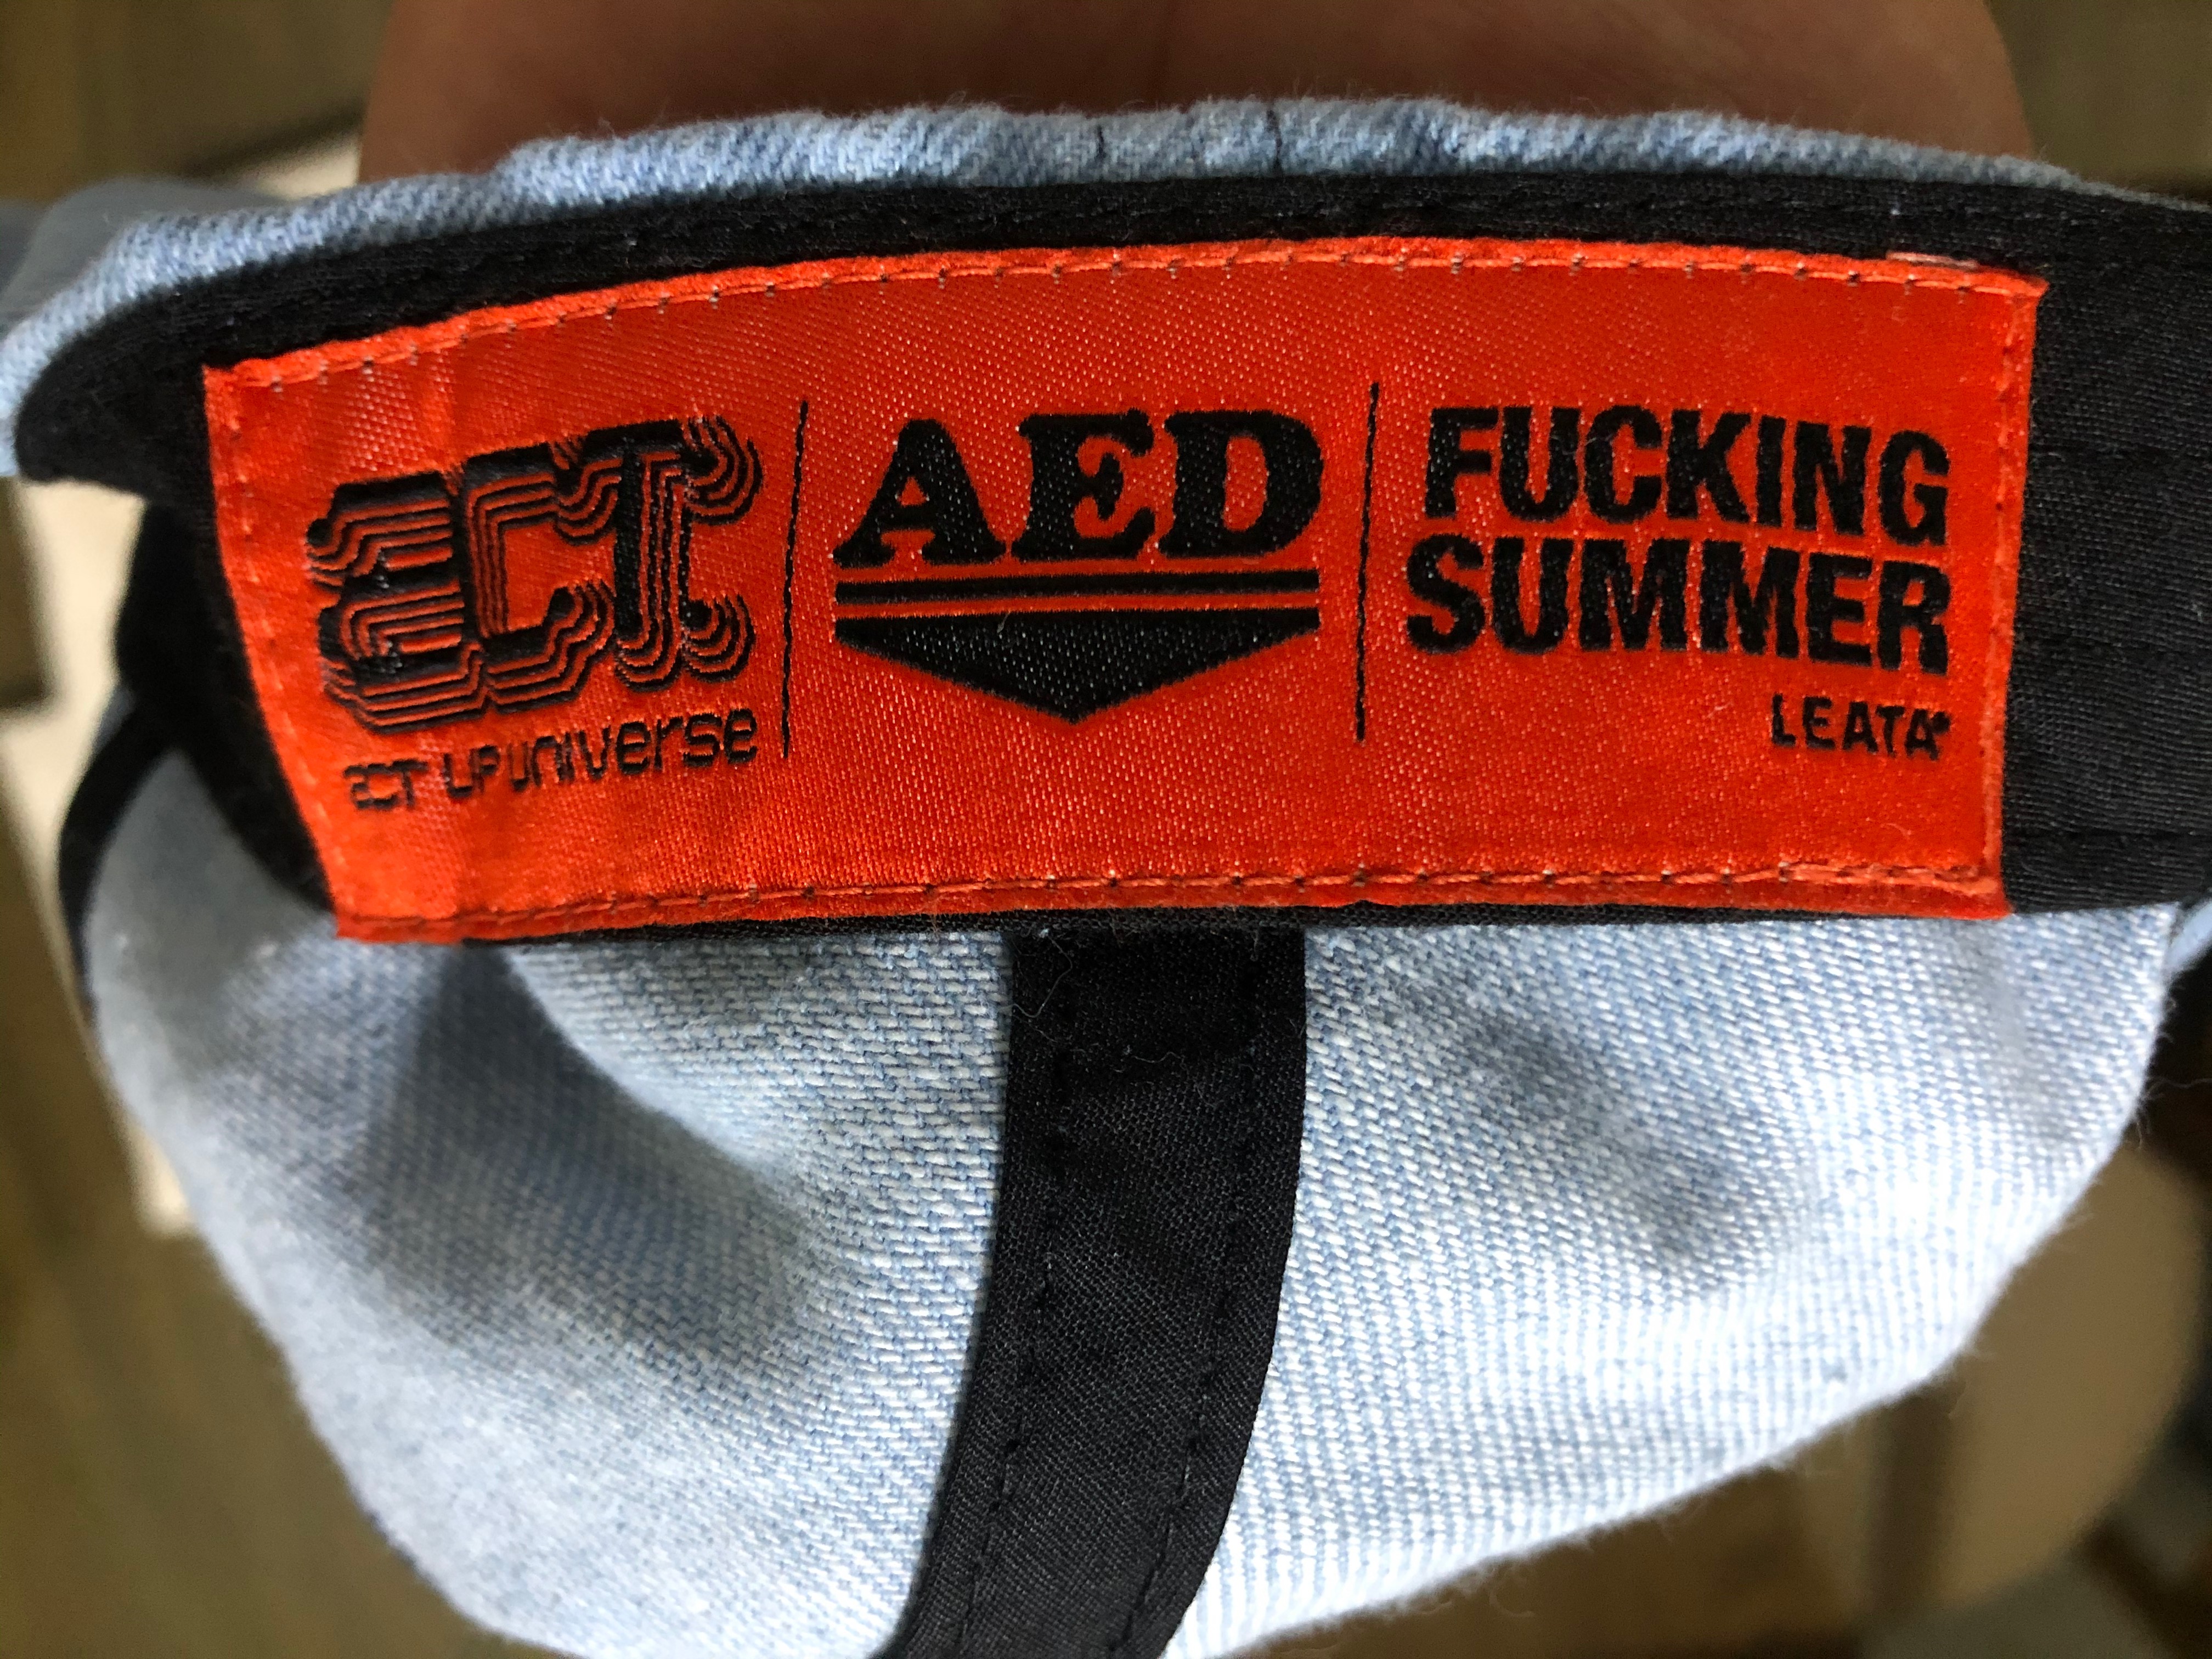 act
act up universe
AED
FUCKING
SUMMER
LEATA®